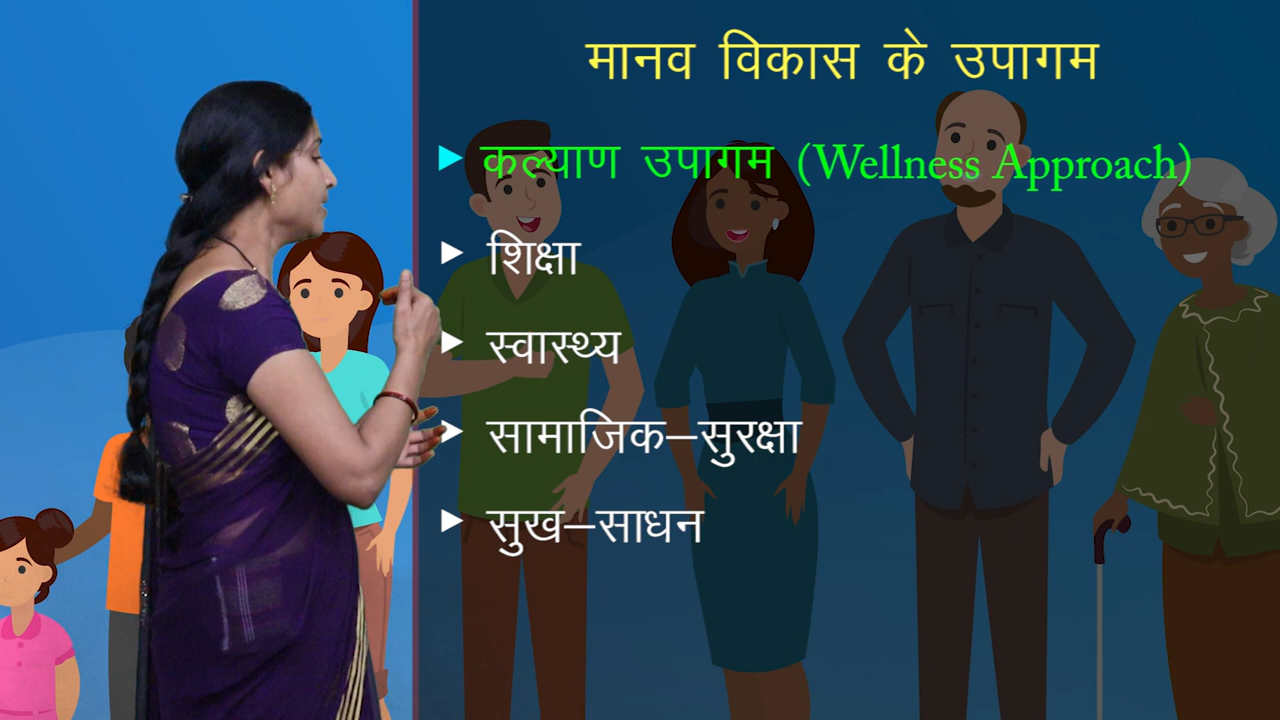 मानव विकास के उपागम
कल्याण उपागम (Wellness Approach)
शिक्षा
स्वास्थ्य
सामाजिक–सुरक्षा
सुख–साधन